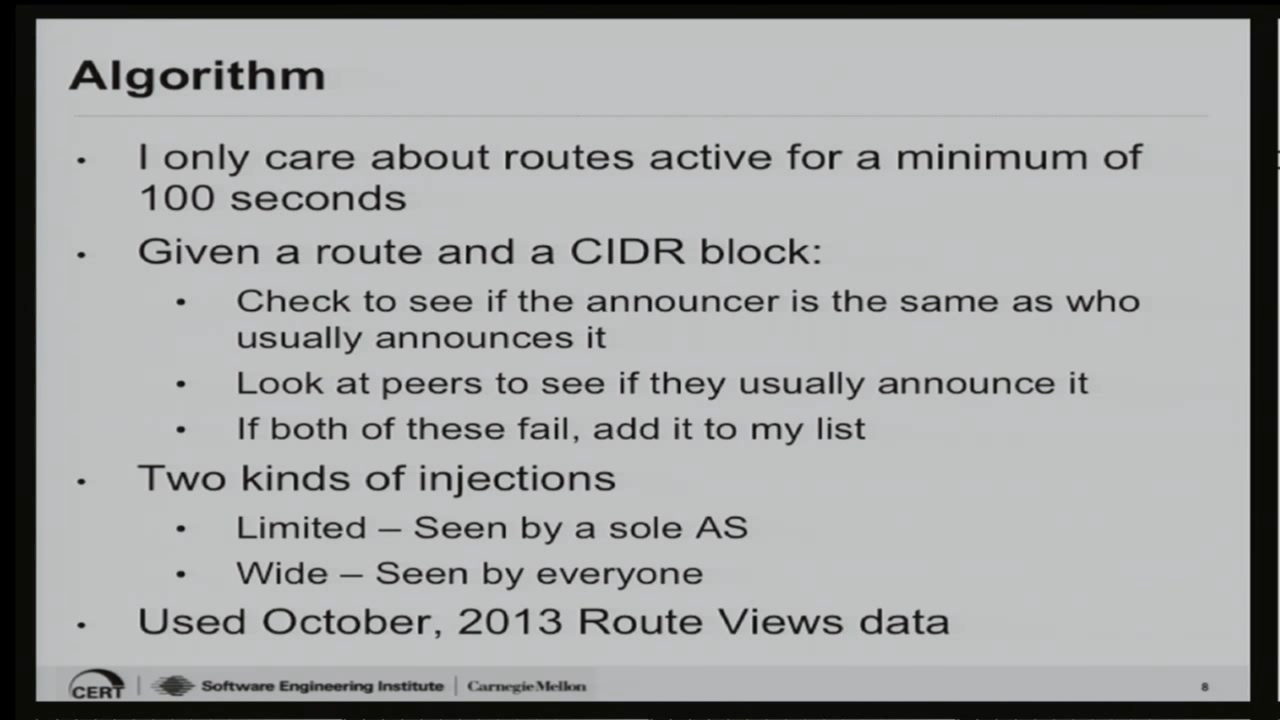 Algorithm
• I only care about routes active for a minimum of
100 seconds
• Given a route and a CIDR block:
• Check to see if the announcer is the same as who
usually announces it
• Look at peers to see if they usually announce it
• If both of these fail, add it to my list
• Two kinds of injections
• Limited – Seen by a sole AS
• Wide – Seen by everyone
• Used October, 2013 Route Views data
CERT | Software Engineering Institute | Carnegie Mellon 8